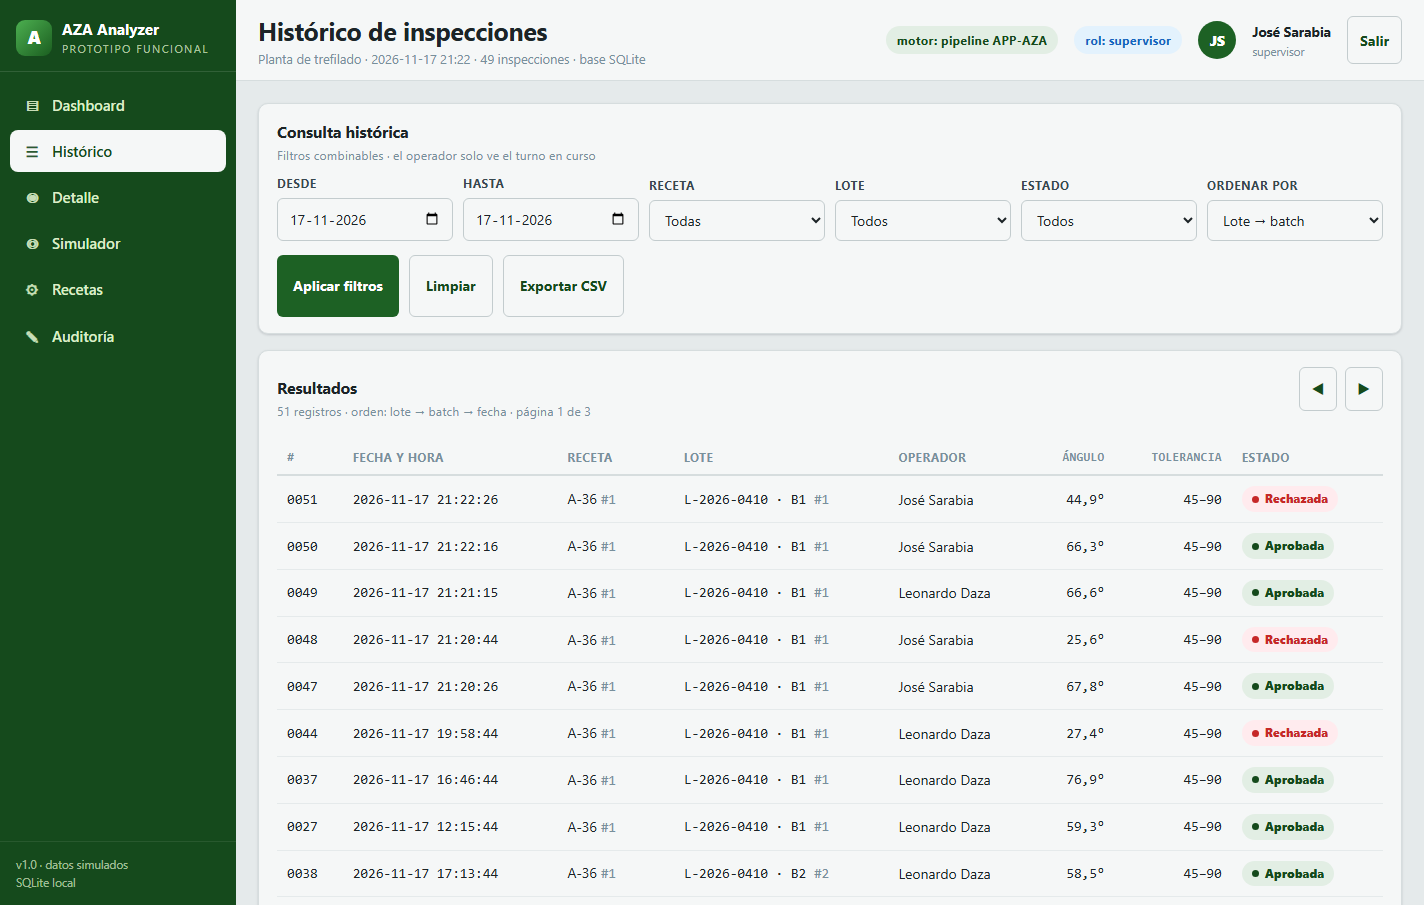 A
AZA Analyzer
PROTOTIPO FUNCIONAL
Dashboard
Histórico
Detalle
Simulador
Recetas
Auditoría
v1.0 · datos simulados
SQLite local
Histórico de inspecciones
Planta de trefilado · 2026-11-17 21:22 · 49 inspecciones · base SQLite
motor: pipeline APP-AZA
rol: supervisor
JS
José Sarabia
supervisor
Salir
Consulta histórica
Filtros combinables · el operador solo ve el turno en curso
DESDE HASTA RECETA LOTE ESTADO ORDENAR POR
17-11-2026 17-11-2026 Todas Todos Todos Lote → batch
Aplicar filtros Limpiar Exportar CSV
Resultados
51 registros · orden: lote → batch → fecha · página 1 de 3
# FECHA Y HORA RECETA LOTE OPERADOR ÁNGULO TOLERANCIA ESTADO
0051 2026-11-17 21:22:26 A-36 #1 L-2026-0410 · B1 #1 José Sarabia 44,9° 45–90 Rechazada
0050 2026-11-17 21:22:16 A-36 #1 L-2026-0410 · B1 #1 José Sarabia 66,3° 45–90 Aprobada
0049 2026-11-17 21:21:15 A-36 #1 L-2026-0410 · B1 #1 Leonardo Daza 66,6° 45–90 Aprobada
0048 2026-11-17 21:20:44 A-36 #1 L-2026-0410 · B1 #1 José Sarabia 25,6° 45–90 Rechazada
0047 2026-11-17 21:20:26 A-36 #1 L-2026-0410 · B1 #1 José Sarabia 67,8° 45–90 Aprobada
0044 2026-11-17 19:58:44 A-36 #1 L-2026-0410 · B1 #1 Leonardo Daza 27,4° 45–90 Rechazada
0037 2026-11-17 16:46:44 A-36 #1 L-2026-0410 · B1 #1 Leonardo Daza 76,9° 45–90 Aprobada
0027 2026-11-17 12:15:44 A-36 #1 L-2026-0410 · B1 #1 Leonardo Daza 59,3° 45–90 Aprobada
0038 2026-11-17 17:13:44 A-36 #1 L-2026-0410 · B2 #2 Leonardo Daza 58,5° 45–90 Aprobada